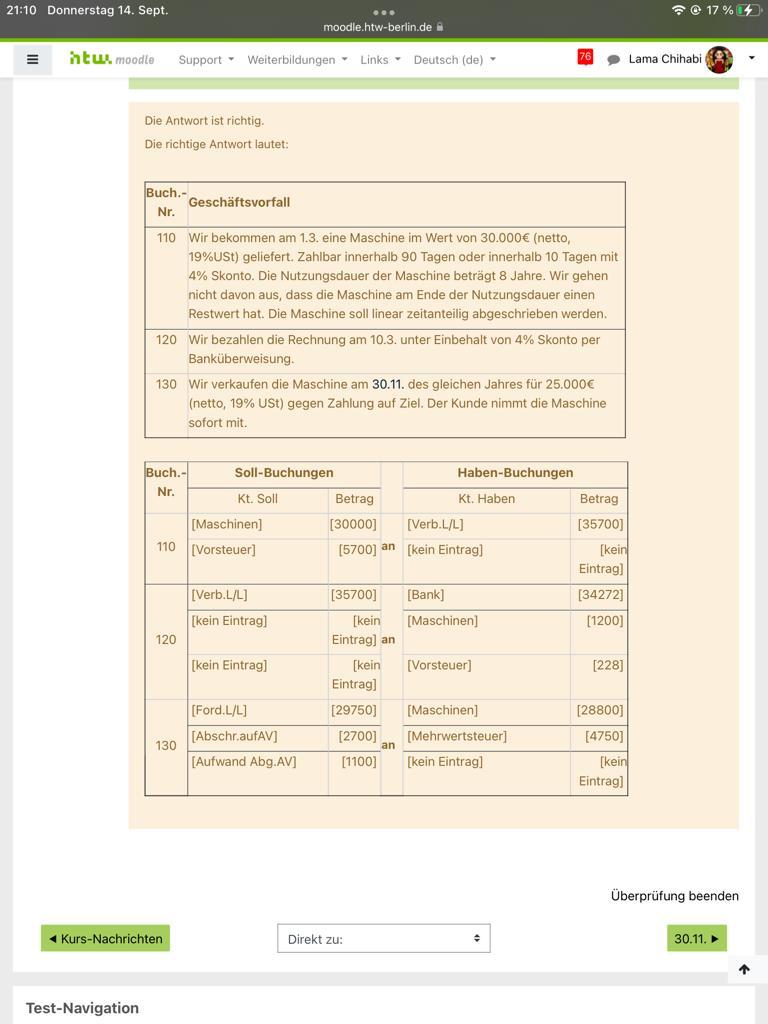 21:10 Donnerstag 14. Sept.
17 %
moodle.htw-berlin.de
htw. moodle
Support
Weiterbildungen
Links
Deutsch (de)
76
Lama Chihabi
Die Antwort ist richtig.
Die richtige Antwort lautet:
Buch.-
Nr.
Geschäftsvorfall
110
Wir bekommen am 1.3. eine Maschine im Wert von 30.000€ (netto,
19%USt) geliefert. Zahlbar innerhalb 90 Tagen oder innerhalb 10 Tagen mit
4% Skonto. Die Nutzungsdauer der Maschine beträgt 8 Jahre. Wir gehen
nicht davon aus, dass die Maschine am Ende der Nutzungsdauer einen
Restwert hat. Die Maschine soll linear zeitanteilig abgeschrieben werden.
120
Wir bezahlen die Rechnung am 10.3. unter Einbehalt von 4% Skonto per
Banküberweisung.
130
Wir verkaufen die Maschine am 30.11. des gleichen Jahres für 25.000€
(netto, 19% USt) gegen Zahlung auf Ziel. Der Kunde nimmt die Maschine
sofort mit.
Buch.-
Nr.
Soll-Buchungen
Haben-Buchungen
Kt. Soll
Betrag
Kt. Haben
Betrag
110
[Maschinen]
[30000]
an
[Verb.L/L]
[35700]
[Vorsteuer]
[5700]
[kein Eintrag]
[kein
Eintrag]
120
[Verb.L/L]
[35700]
an
[Bank]
[34272]
[kein Eintrag]
[kein
Eintrag]
[Maschinen]
[1200]
[kein Eintrag]
[kein
Eintrag]
[Vorsteuer]
[228]
130
[Ford.L/L]
[29750]
an
[Maschinen]
[28800]
[Abschr.aufAV]
[2700]
[Mehrwertsteuer]
[4750]
[Aufwand Abg.AV]
[1100]
[kein Eintrag]
[kein
Eintrag]
Überprüfung beenden
◄ Kurs-Nachrichten
Direkt zu:
30.11. ►
Test-Navigation